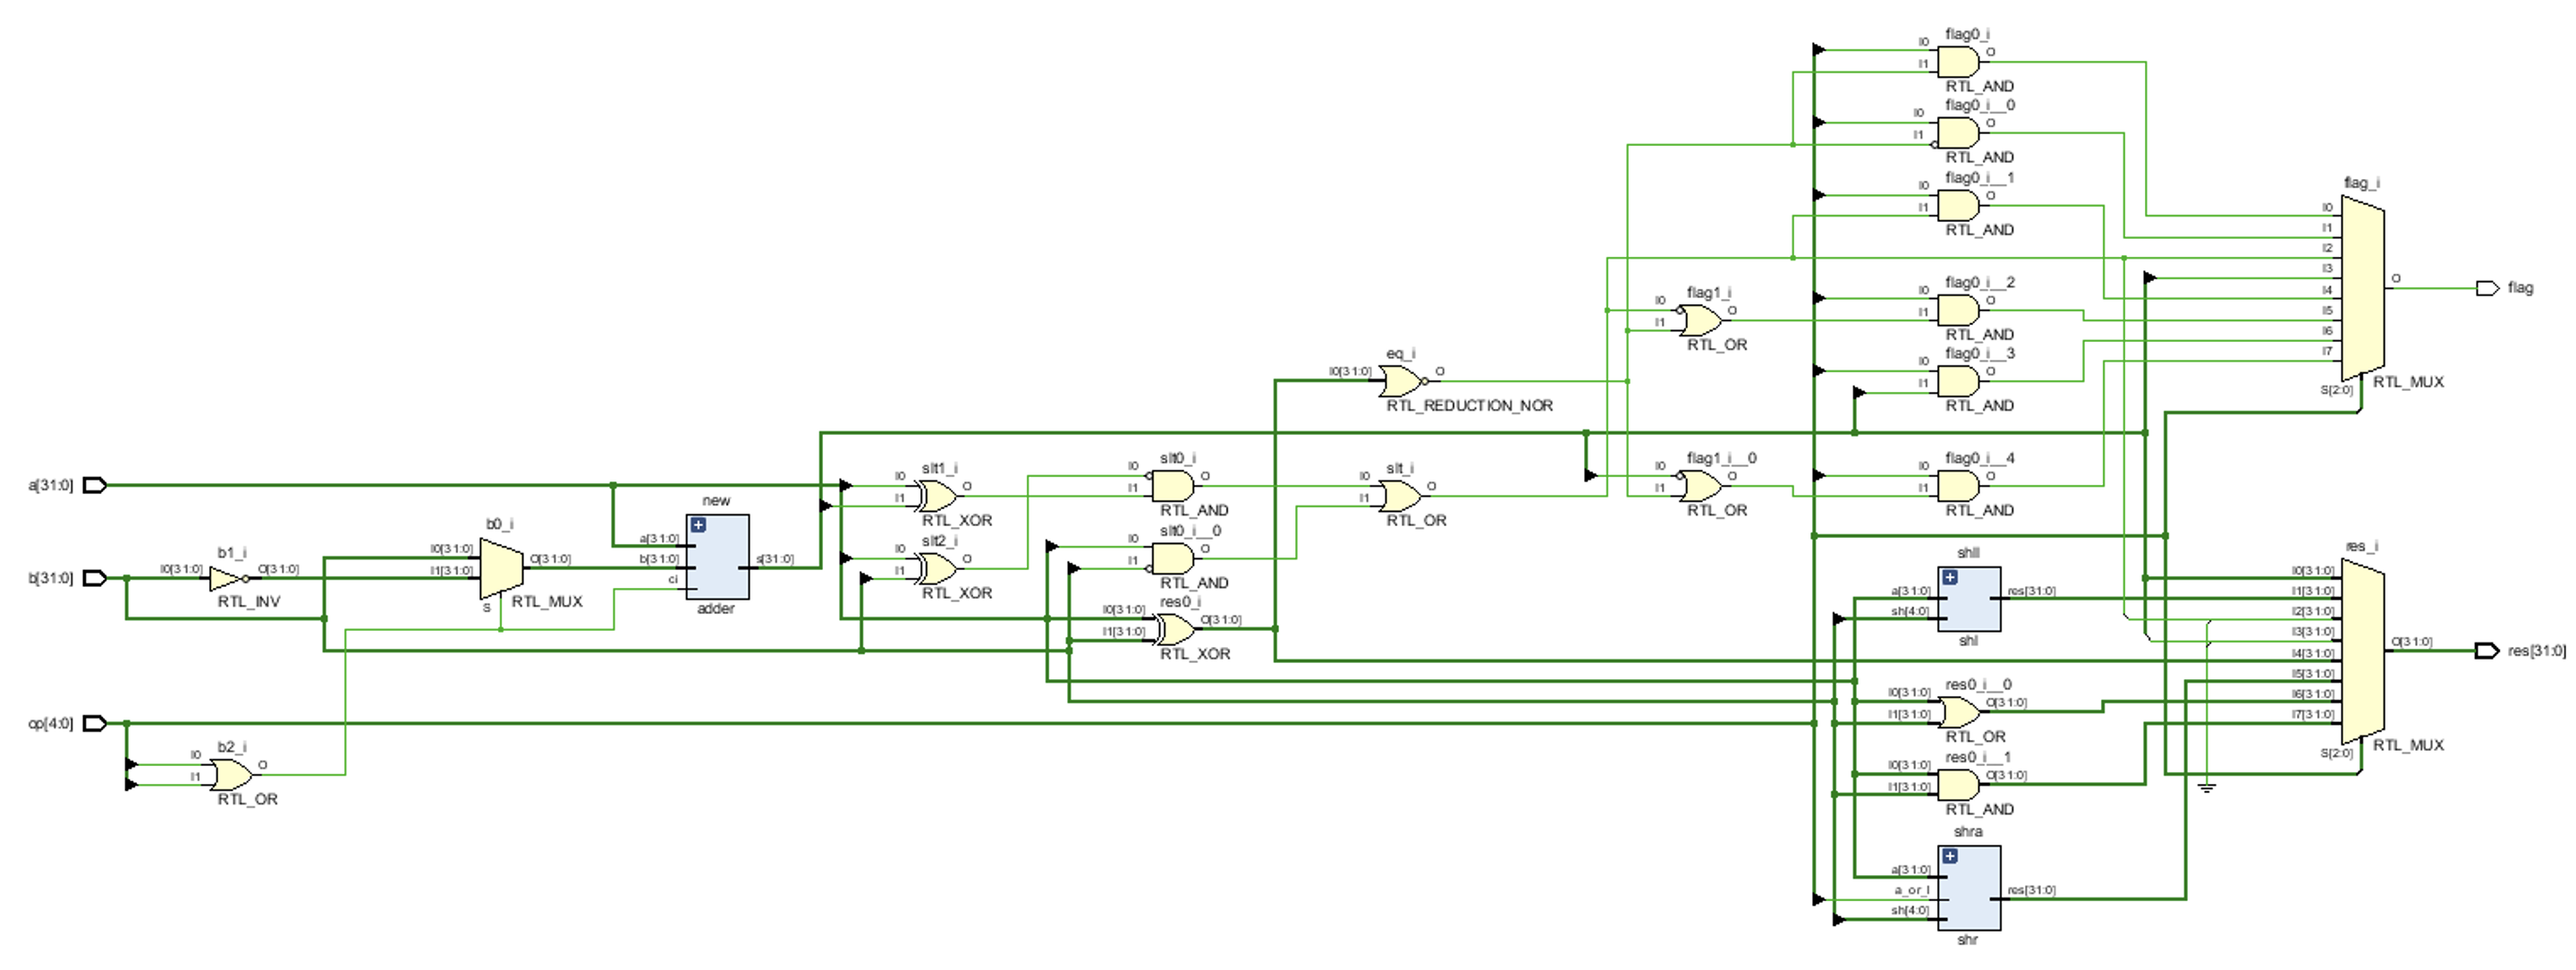 flag0_i
I0
I1
O
RTL_AND
flag0_i__0
I0
I1
O
RTL_AND
flag0_i__1
I0
I1
O
RTL_AND
flag_i
I0
I1
I2
I3
I4
I5
I6
I7
S[2:0]
O
RTL_MUX
flag
flag0_i__2
I0
I1
O
RTL_AND
flag1_i
I0
I1
O
RTL_OR
flag0_i__3
I0
I1
O
RTL_AND
eq_i
I0[31:0]
O
RTL_REDUCTION_NOR
flag0_i__4
I0
I1
O
RTL_AND
flag1_i__0
I0
I1
O
RTL_OR
slt_i
I0
I1
O
RTL_OR
slt0_i
I0
I1
O
RTL_AND
slt1_i
I0
I1
O
RTL_XOR
a[31:0]
new
a[31:0]
b[31:0]
ci
s[31:0]
adder
b0_i
I0[31:0]
I1[31:0]
S
O[31:0]
RTL_MUX
b1_i
I0[31:0]
O[31:0]
RTL_INV
b[31:0]
slt2_i
I0
I1
O
RTL_XOR
slt0_i__0
I0
I1
O
RTL_AND
res0_i
I0[31:0]
I1[31:0]
O[31:0]
RTL_XOR
shll
a[31:0]
sh[4:0]
res[31:0]
shl
res_i
I0[31:0]
I1[31:0]
I2[31:0]
I3[31:0]
I4[31:0]
I5[31:0]
I6[31:0]
I7[31:0]
S[2:0]
O[31:0]
RTL_MUX
res[31:0]
res0_i__0
I0[31:0]
I1[31:0]
O[31:0]
RTL_OR
op[4:0]
b2_i
I0
I1
O
RTL_OR
res0_i__1
I0[31:0]
I1[31:0]
O[31:0]
RTL_AND
shra
a[31:0]
a_or_l
sh[4:0]
res[31:0]
shr